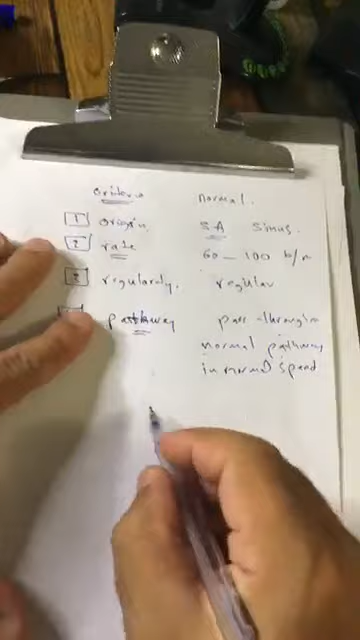 criteria normal.
1 origin. SA sinus.
2 rate 60 - 100 b/m
3 regularity. regular
pathway pass through
normal pathway
in normal speed